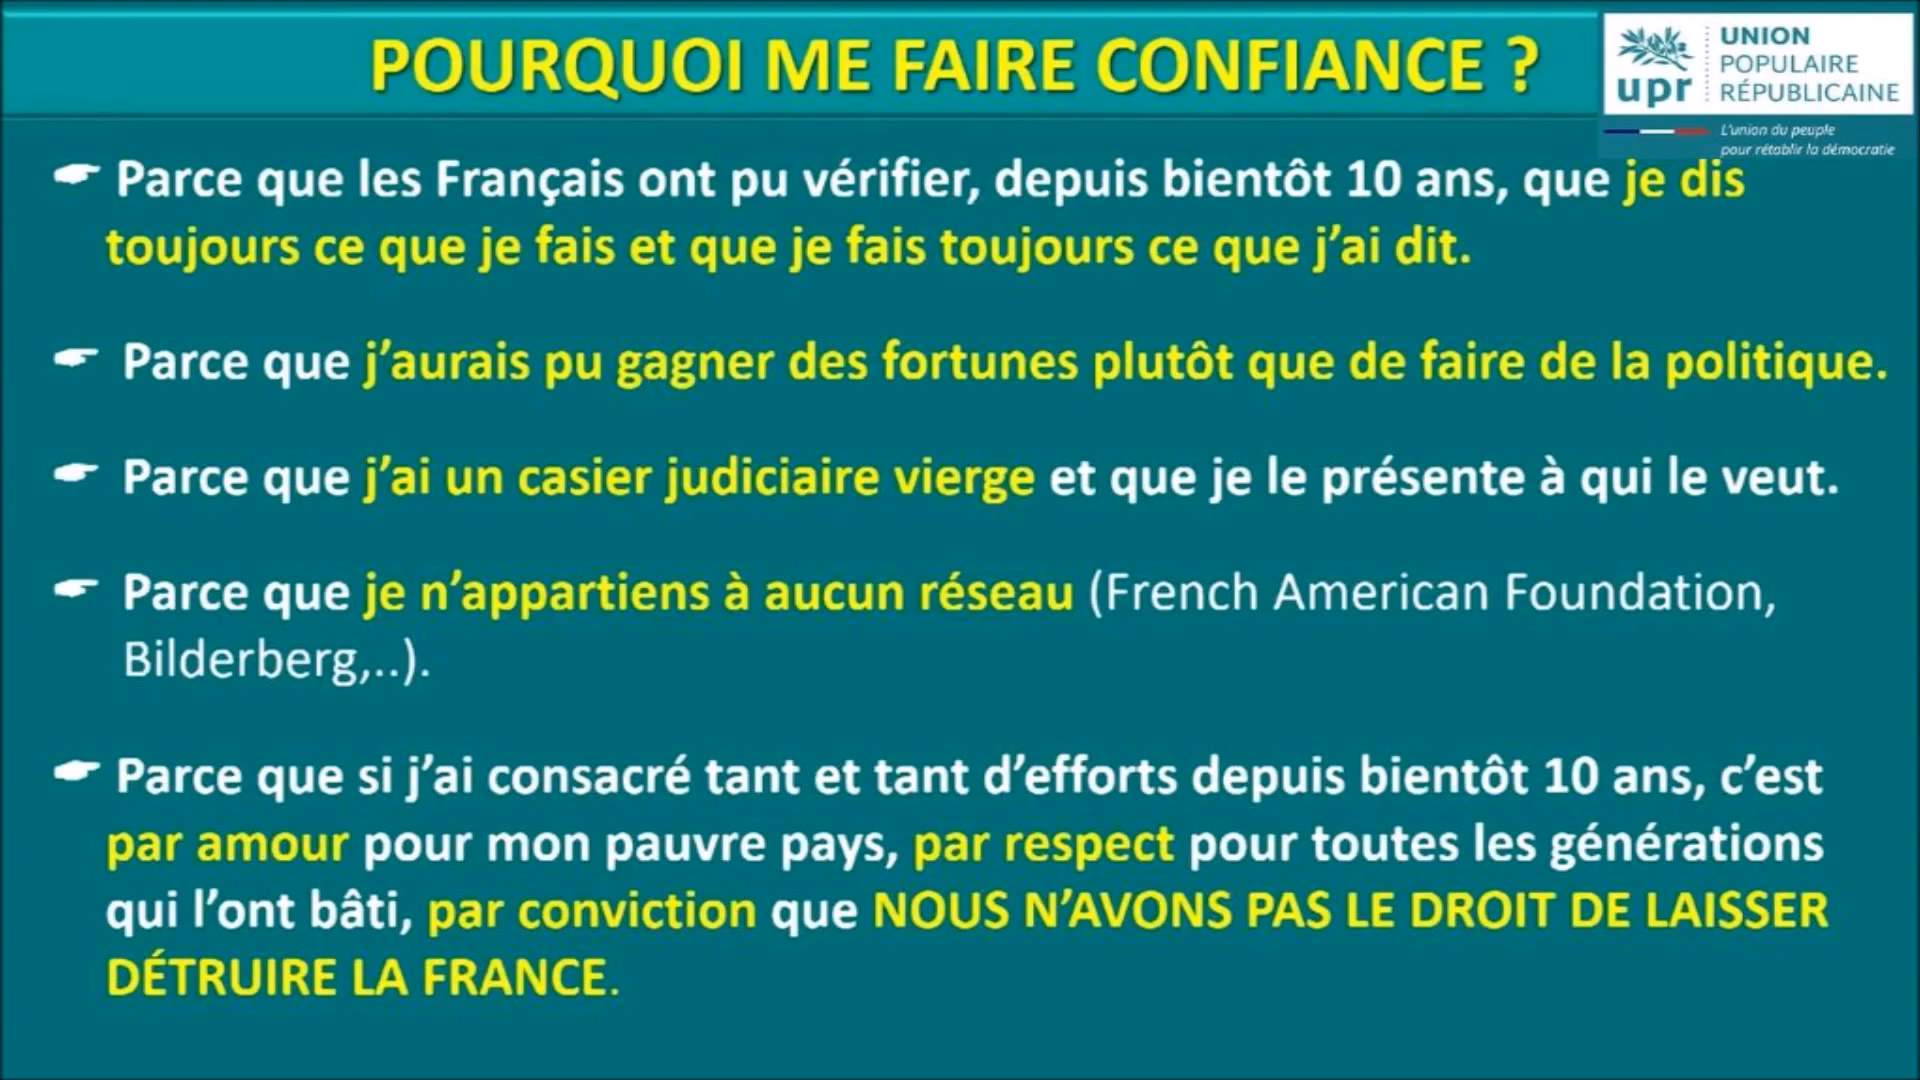 POURQUOI ME FAIRE CONFIANCE ?
upr
UNION
POPULAIRE
RÉPUBLICAINE
L'union du peuple
pour rétablir la démocratie
Parce que les Français ont pu vérifier, depuis bientôt 10 ans, que je dis
toujours ce que je fais et que je fais toujours ce que j’ai dit.
Parce que j’aurais pu gagner des fortunes plutôt que de faire de la politique.
Parce que j’ai un casier judiciaire vierge et que je le présente à qui le veut.
Parce que je n’appartiens à aucun réseau (French American Foundation,
Bilderberg,..).
Parce que si j’ai consacré tant et tant d’efforts depuis bientôt 10 ans, c’est
par amour pour mon pauvre pays, par respect pour toutes les générations
qui l’ont bâti, par conviction que NOUS N’AVONS PAS LE DROIT DE LAISSER
DÉTRUIRE LA FRANCE.